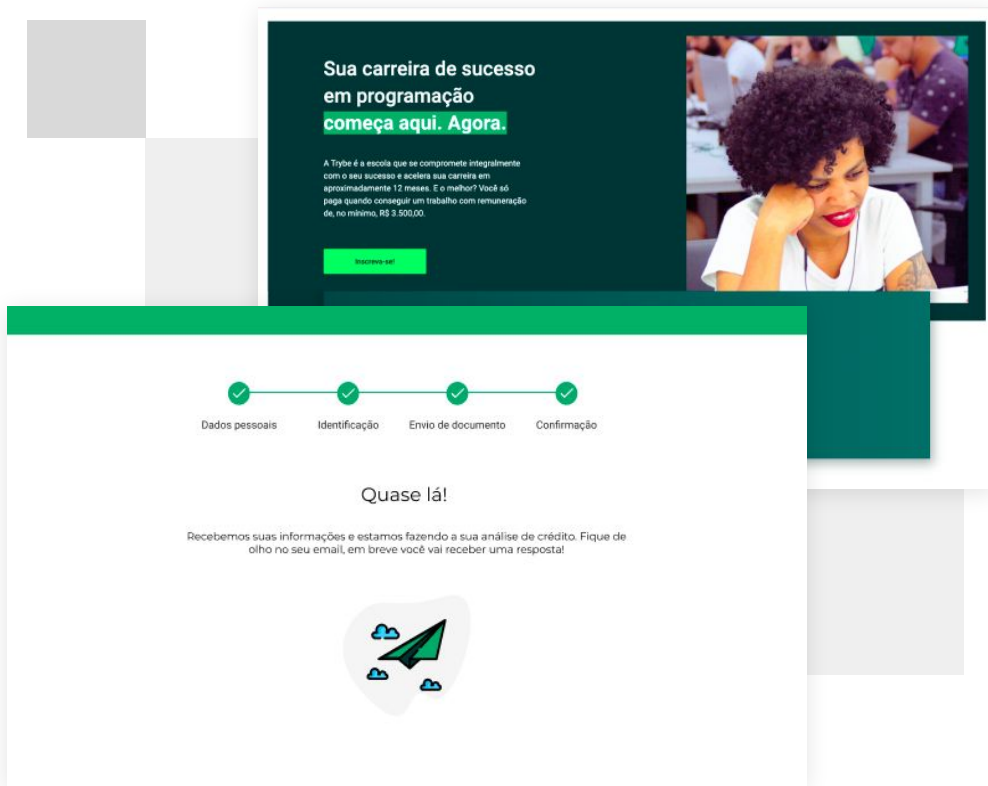 Sua carreira de sucesso
em programação
começa aqui. Agora.
A Trybe é a escola que se compromete integralmente
com o seu sucesso e acelera sua carreira em
aproximadamente 12 meses. E o melhor? Você só
paga quando conseguir um trabalho com remuneração
de, no mínimo, R$ 3.500,00.
Inscreva-se!
Dados pessoais
Identificação
Envio de documento
Confirmação
Quase lá!
Recebemos suas informações e estamos fazendo a sua análise de crédito. Fique de
olho no seu email, em breve você vai receber uma resposta!